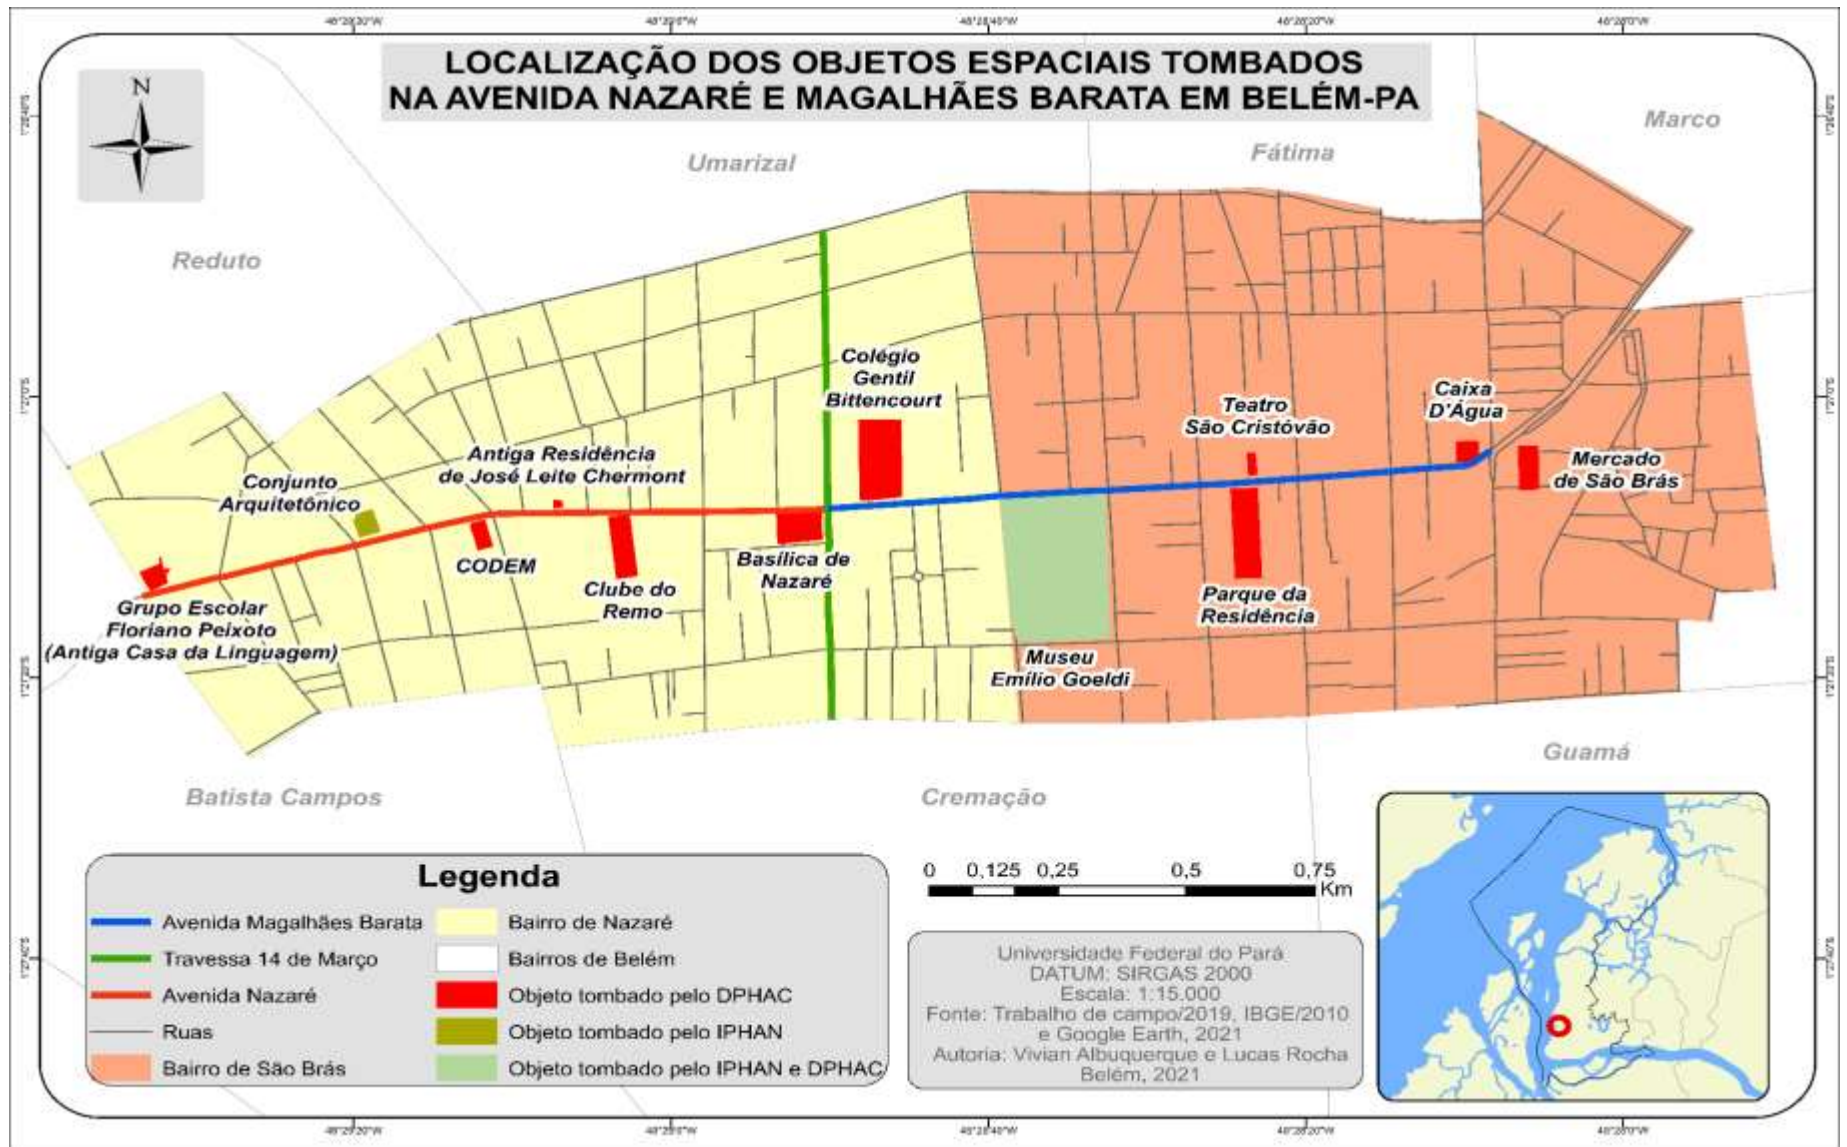 LOCALIZAÇÃO DOS OBJETOS ESPACIAIS TOMBADOS
NA AVENIDA NAZARÉ E MAGALHÃES BARATA EM BELÉM-PA
N
Marco
Fátima
Umarizal
Reduto
Colégio
Gentil
Bittencourt
Teatro
São Cristóvão
Caixa
D'Água
Mercado
de São Brás
Antiga Residência
de José Leite Chermont
Conjunto
Arquitetônico
CODEM
Clube do
Remo
Basílica de
Nazaré
Grupo Escolar
Floriano Peixoto
(Antiga Casa da Linguagem)
Parque da
Residência
Museu
Emílio Goeldi
Guamá
Batista Campos
Cremação
Legenda
Avenida Magalhães Barata
Travessa 14 de Março
Avenida Nazaré
Ruas
Bairro de São Brás
Bairro de Nazaré
Bairros de Belém
Objeto tombado pelo DPHAC
Objeto tombado pelo IPHAN
Objeto tombado pelo IPHAN e DPHAC
0 0,125 0,25 0,5 0,75
Km
Universidade Federal do Pará
DATUM: SIRGAS 2000
Escala: 1:15.000
Fonte: Trabalho de campo/2019, IBGE/2010
e Google Earth, 2021
Autoria: Vivian Albuquerque e Lucas Rocha
Belém, 2021